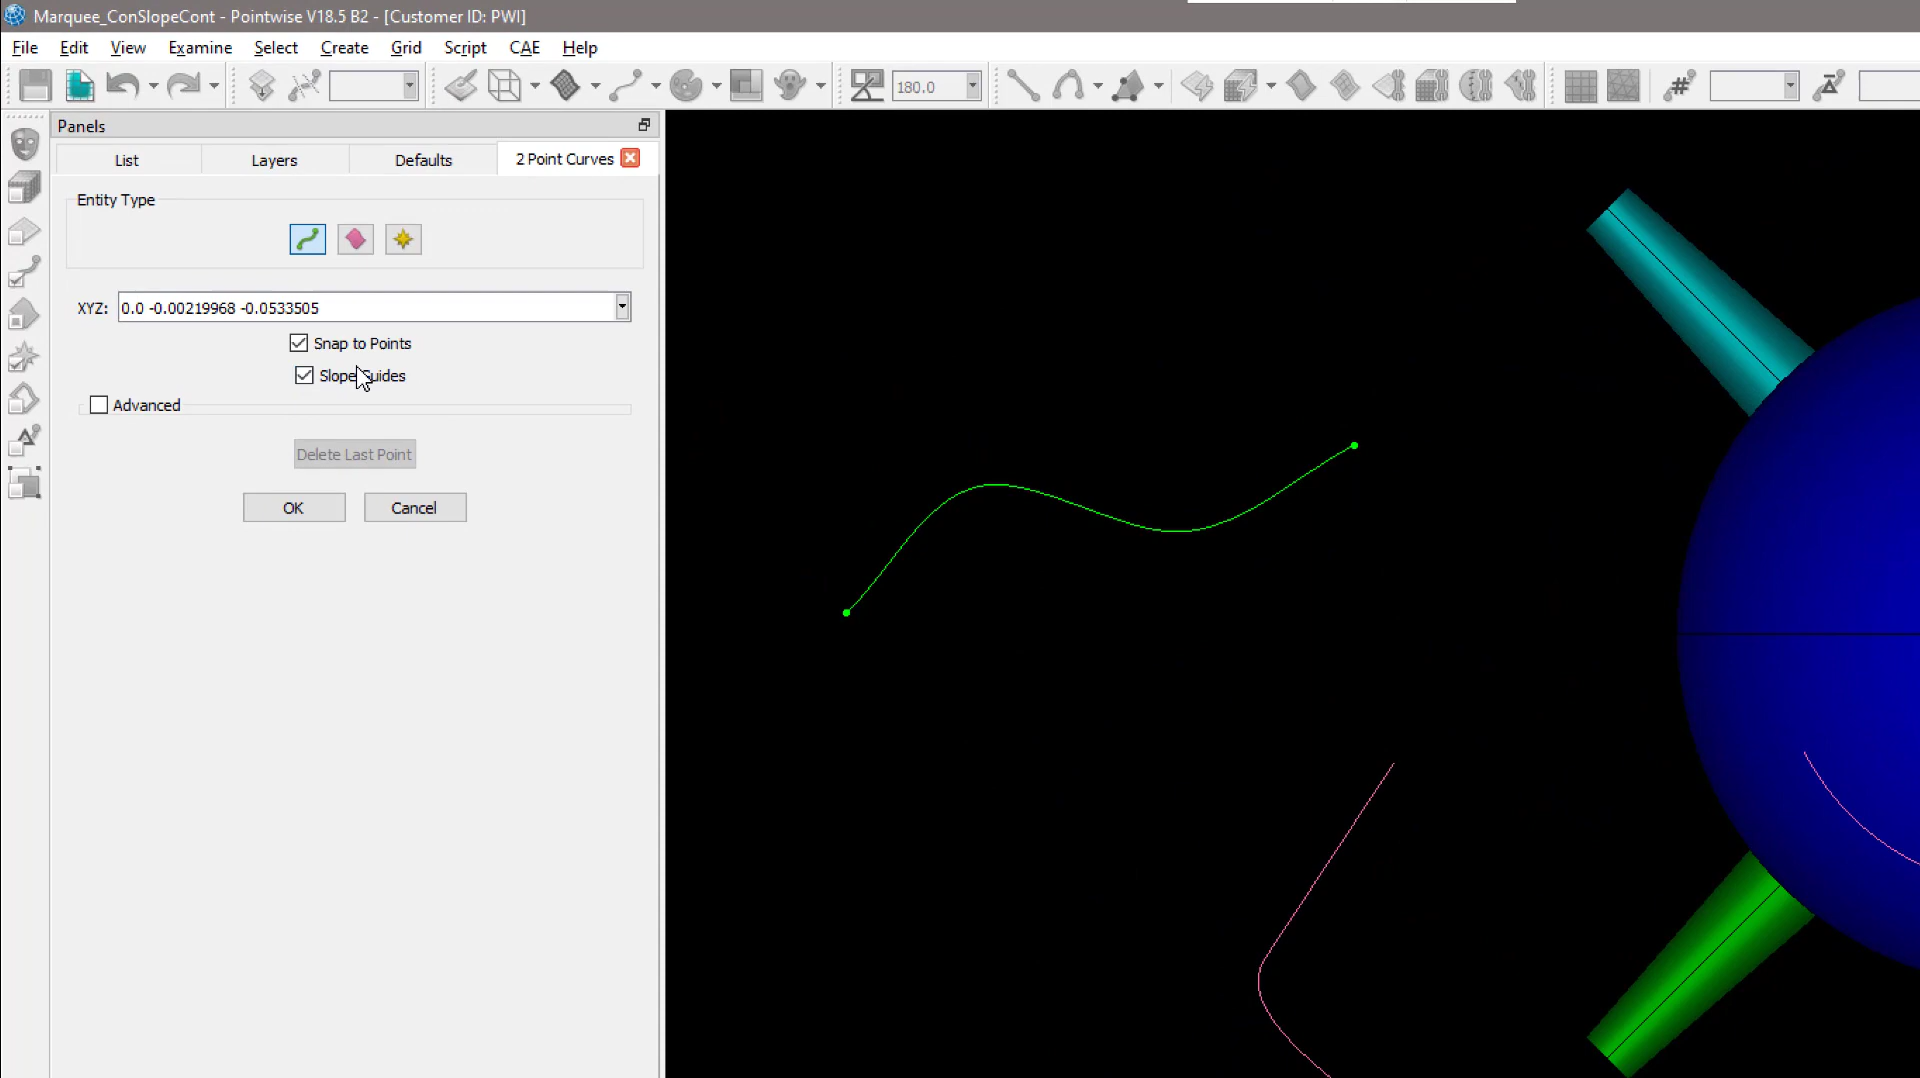 Marquee_ConSlopeCont - Pointwise V18.5 B2 - [Customer ID: PWI]
File Edit View Examine Select Create Grid Script CAE Help
180.0
Panels
List Layers Defaults 2 Point Curves
Entity Type
XYZ: 0.0 -0.00219968 -0.0533505
Snap to Points
Slope Guides
Advanced
Delete Last Point
OK Cancel